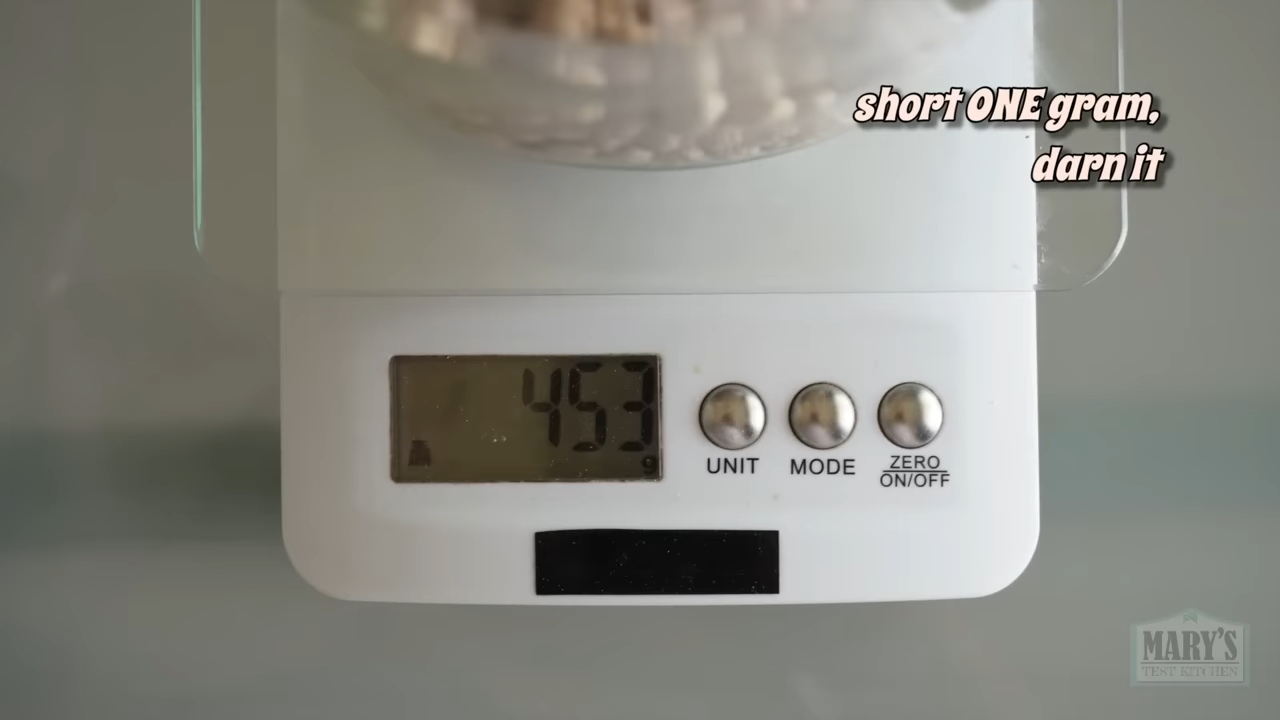 short ONE gram,
darn it
453
g
UNIT
MODE
ZERO
ON/OFF
MARY'S
TEST KITCHEN